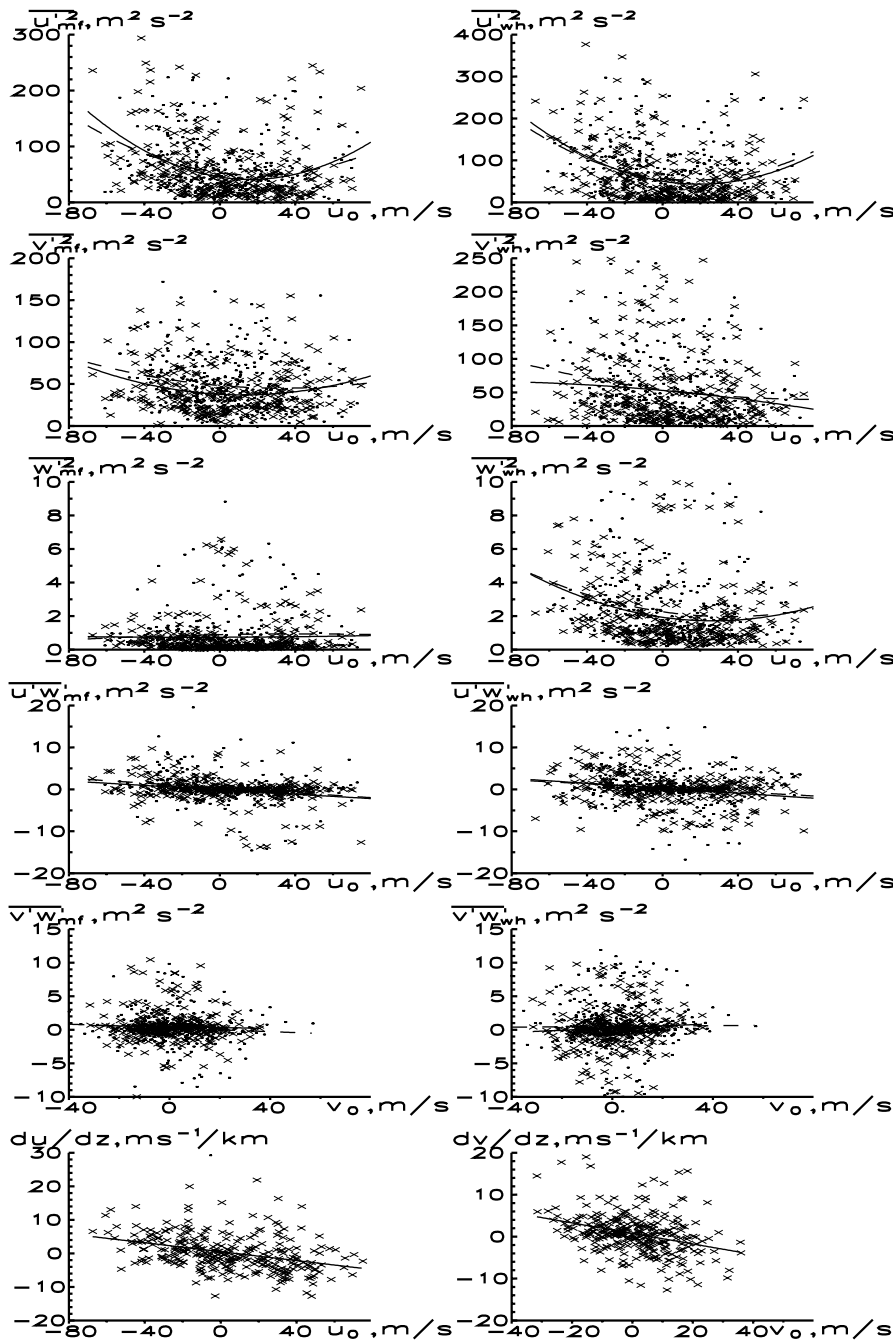 u'²mf, m² s⁻² u'²wh, m² s⁻²
300 400
200 300
200
100 100
0 0
−80 −40 0 40 u₀, m/s −80 −40 0 40 u₀, m/s
v'²mf, m² s⁻² v'²wh, m² s⁻²
200 250
150 200
100 150
100
50 50
0 0
−80 −40 0 40 u₀, m/s −80 −40 0 40 u₀, m/s
w'²mf, m² s⁻² w'²wh, m² s⁻²
10 10
8 8
6 6
4 4
2 2
0 0
−80 −40 0 40 u₀, m/s −80 −40 0 40 u₀, m/s
u'w'mf, m² s⁻² u'w'wh, m² s⁻²
20 20
10 10
0 0
−10 −10
−20 −20
−80 −40 0 40 u₀, m/s −80 −40 0 40 u₀, m/s
v'w'mf, m² s⁻² v'w'wh, m² s⁻²
15 15
10 10
5 5
0 0
−5 −5
−10 −10
−40 0 40 v₀, m/s −40 0. 40 v₀, m/s
du/dz, ms⁻¹/km dv/dz, ms⁻¹/km
30 20
20 10
10
0 0
−10 −10
−20 −20
−80 −40 0 40 u₀, m/s −40 −20 0 20 40 v₀, m/s